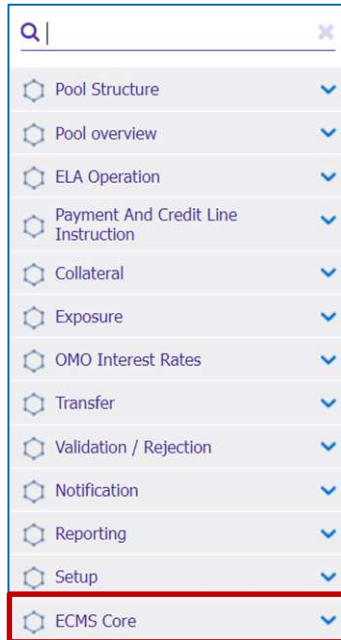 Pool Structure
Pool overview
ELA Operation
Payment And Credit Line
Instruction
Collateral
Exposure
OMO Interest Rates
Transfer
Validation / Rejection
Notification
Reporting
Setup
ECMS Core